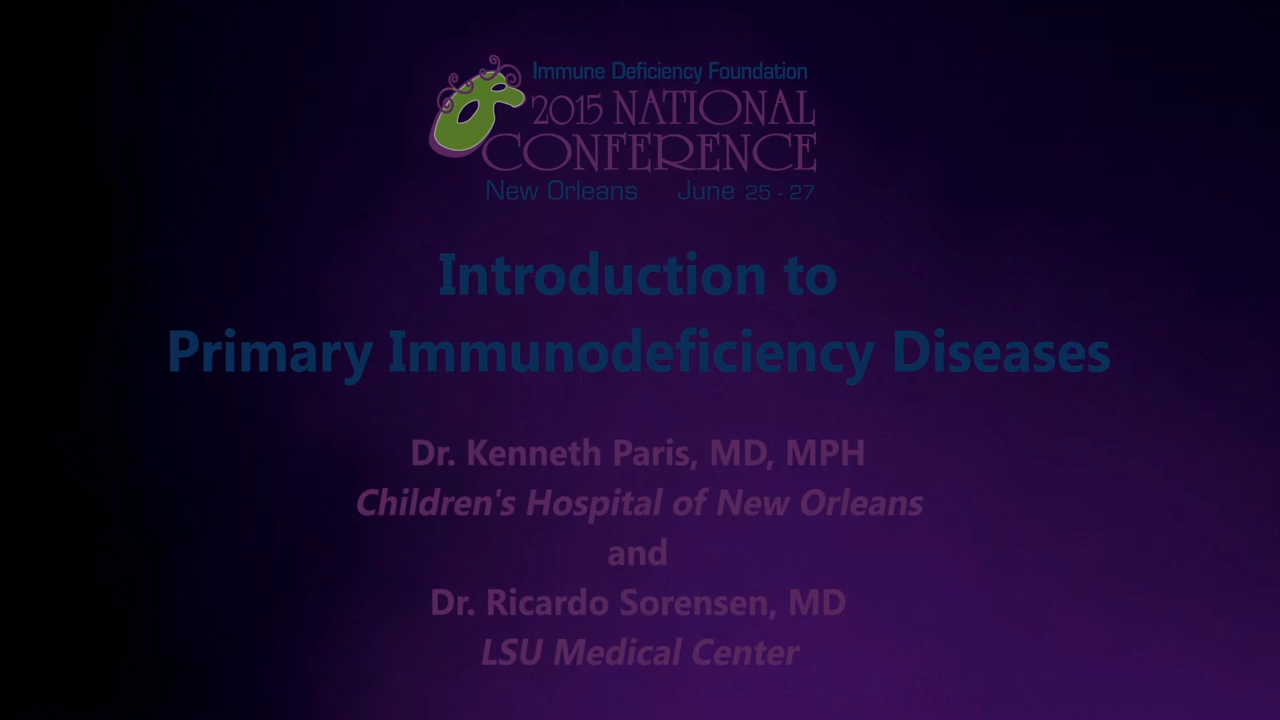 Immune Deficiency Foundation
2015 NATIONAL
CONFERENCE
New Orleans June 25 - 27
Introduction to
Primary Immunodeficiency Diseases
Dr. Kenneth Paris, MD, MPH
Children's Hospital of New Orleans
and
Dr. Ricardo Sorensen, MD
LSU Medical Center